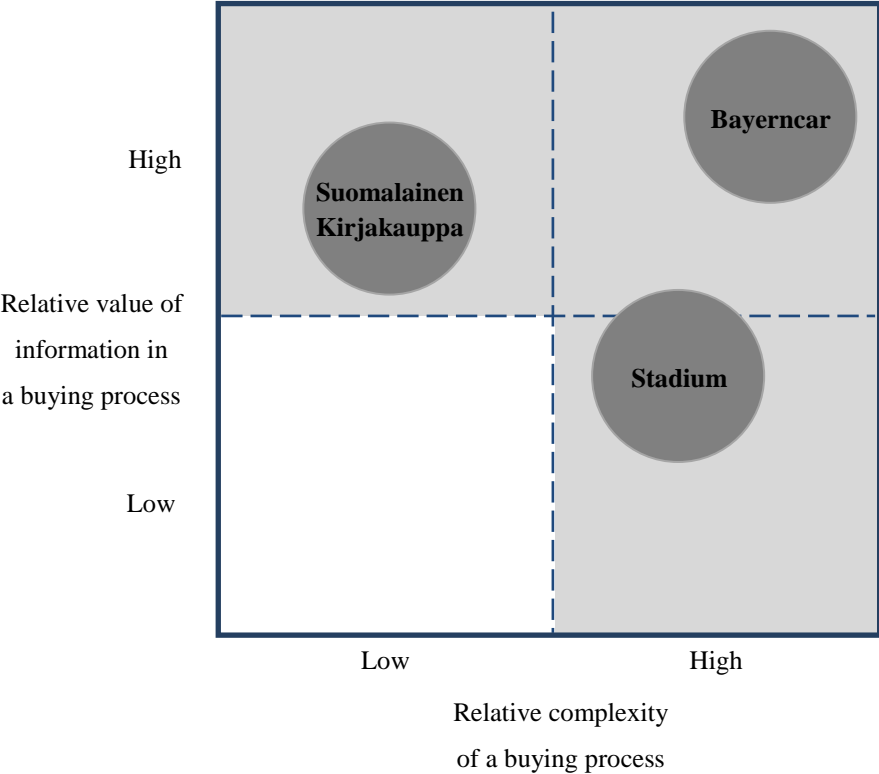 Bayerncar
High
Suomalainen
Kirjakauppa
Relative value of
information in
a buying process
Stadium
Low
Low
High
Relative complexity
of a buying process